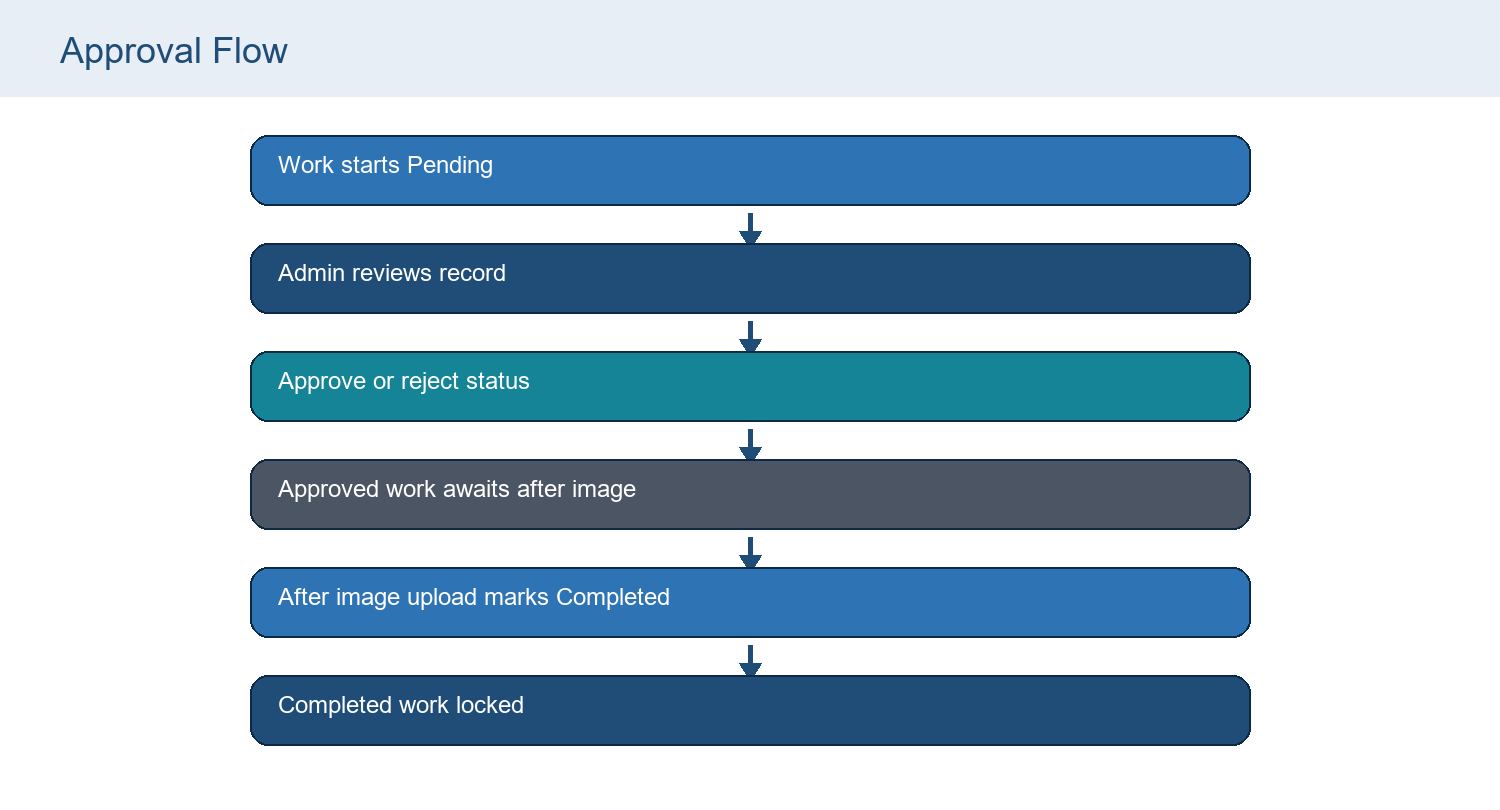 Approval Flow
Work starts Pending
Admin reviews record
Approve or reject status
Approved work awaits after image
After image upload marks Completed
Completed work locked